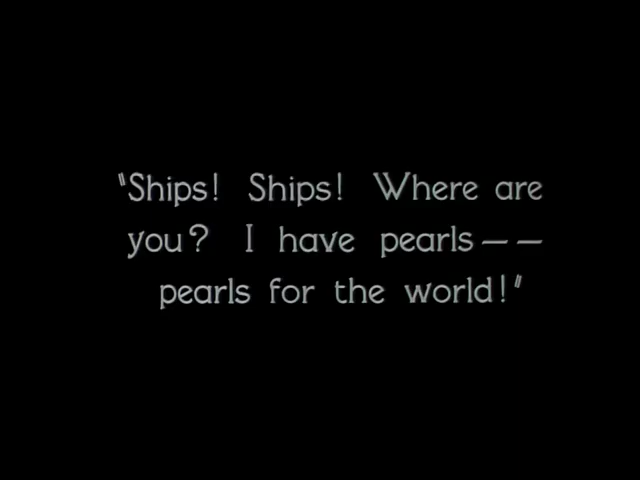 "Ships! Ships! Where are
you? I have pearls——
pearls for the world!"